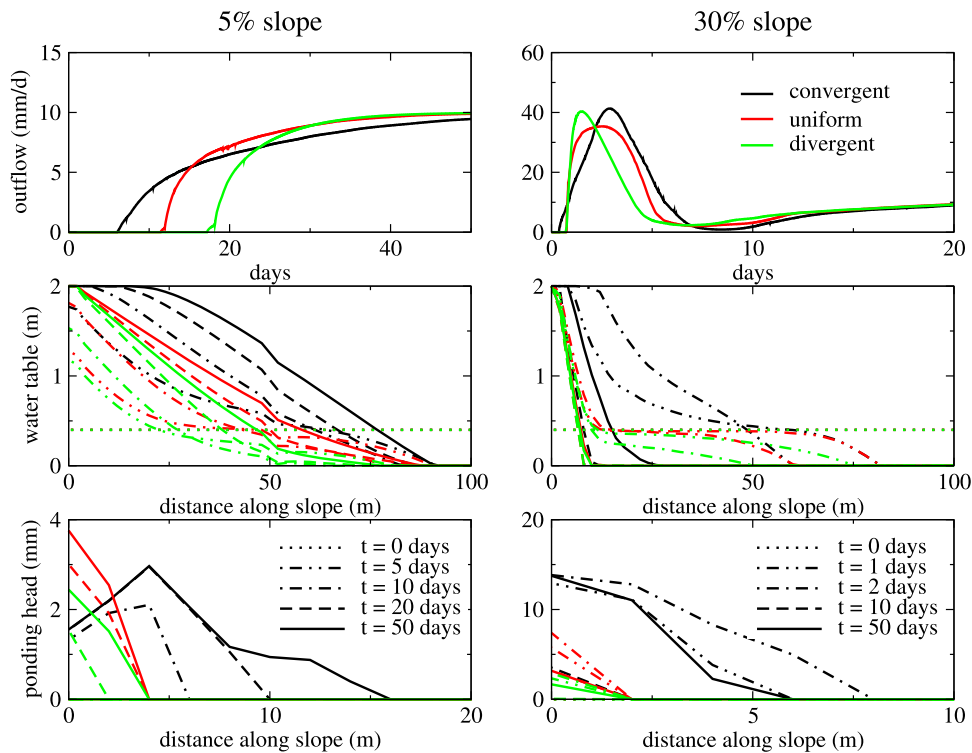 5% slope
30% slope
15
10
5
0
outflow (mm/d)
0
20
40
days
60
40
20
0
convergent
uniform
divergent
0
5
10
15
20
days
2
1
0
water table (m)
0
50
100
distance along slope (m)
2
1
0
0
25
50
75
100
distance along slope (m)
4
2
0
ponding head (mm)
t = 0 days
t = 5 days
t = 10 days
t = 20 days
t = 50 days
0
10
20
distance along slope (m)
20
10
0
t = 0 days
t = 1 days
t = 2 days
t = 10 days
t = 50 days
0
5
10
distance along slope (m)